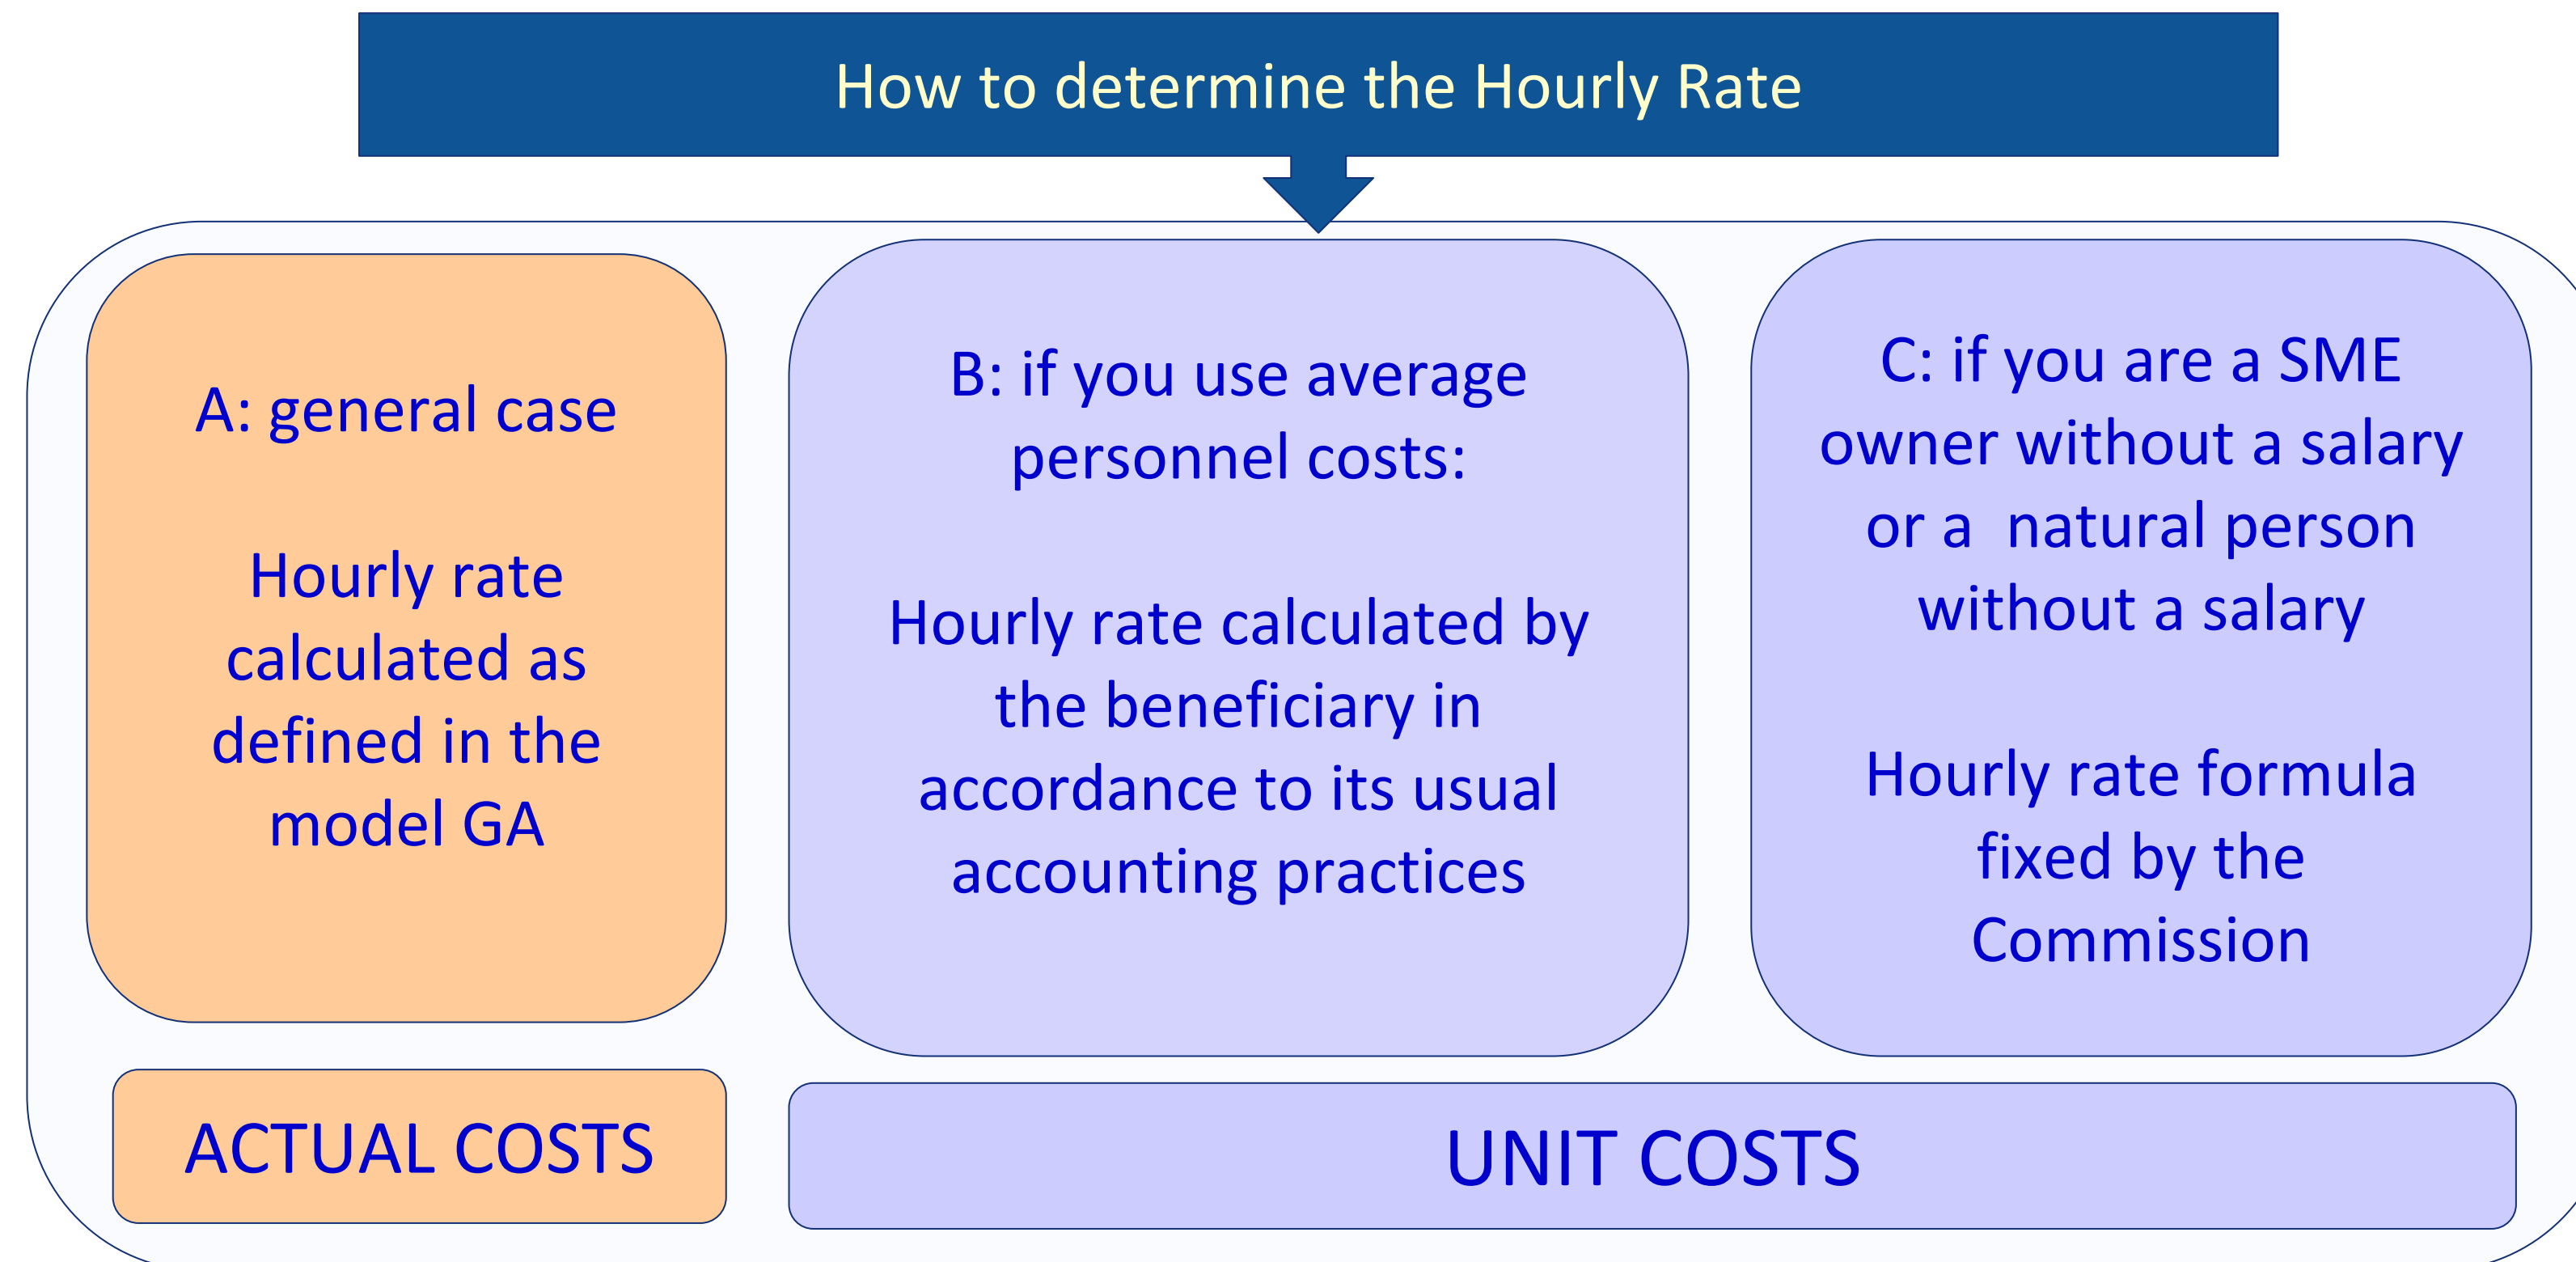 How to determine the Hourly Rate
A: general case
Hourly rate
calculated as
defined in the
model GA
B: if you use average
personnel costs:
Hourly rate calculated by
the beneficiary in
accordance to its usual
accounting practices
C: if you are a SME
owner without a salary
or a  natural person
without a salary
Hourly rate formula
fixed by the
Commission
ACTUAL COSTS
UNIT COSTS